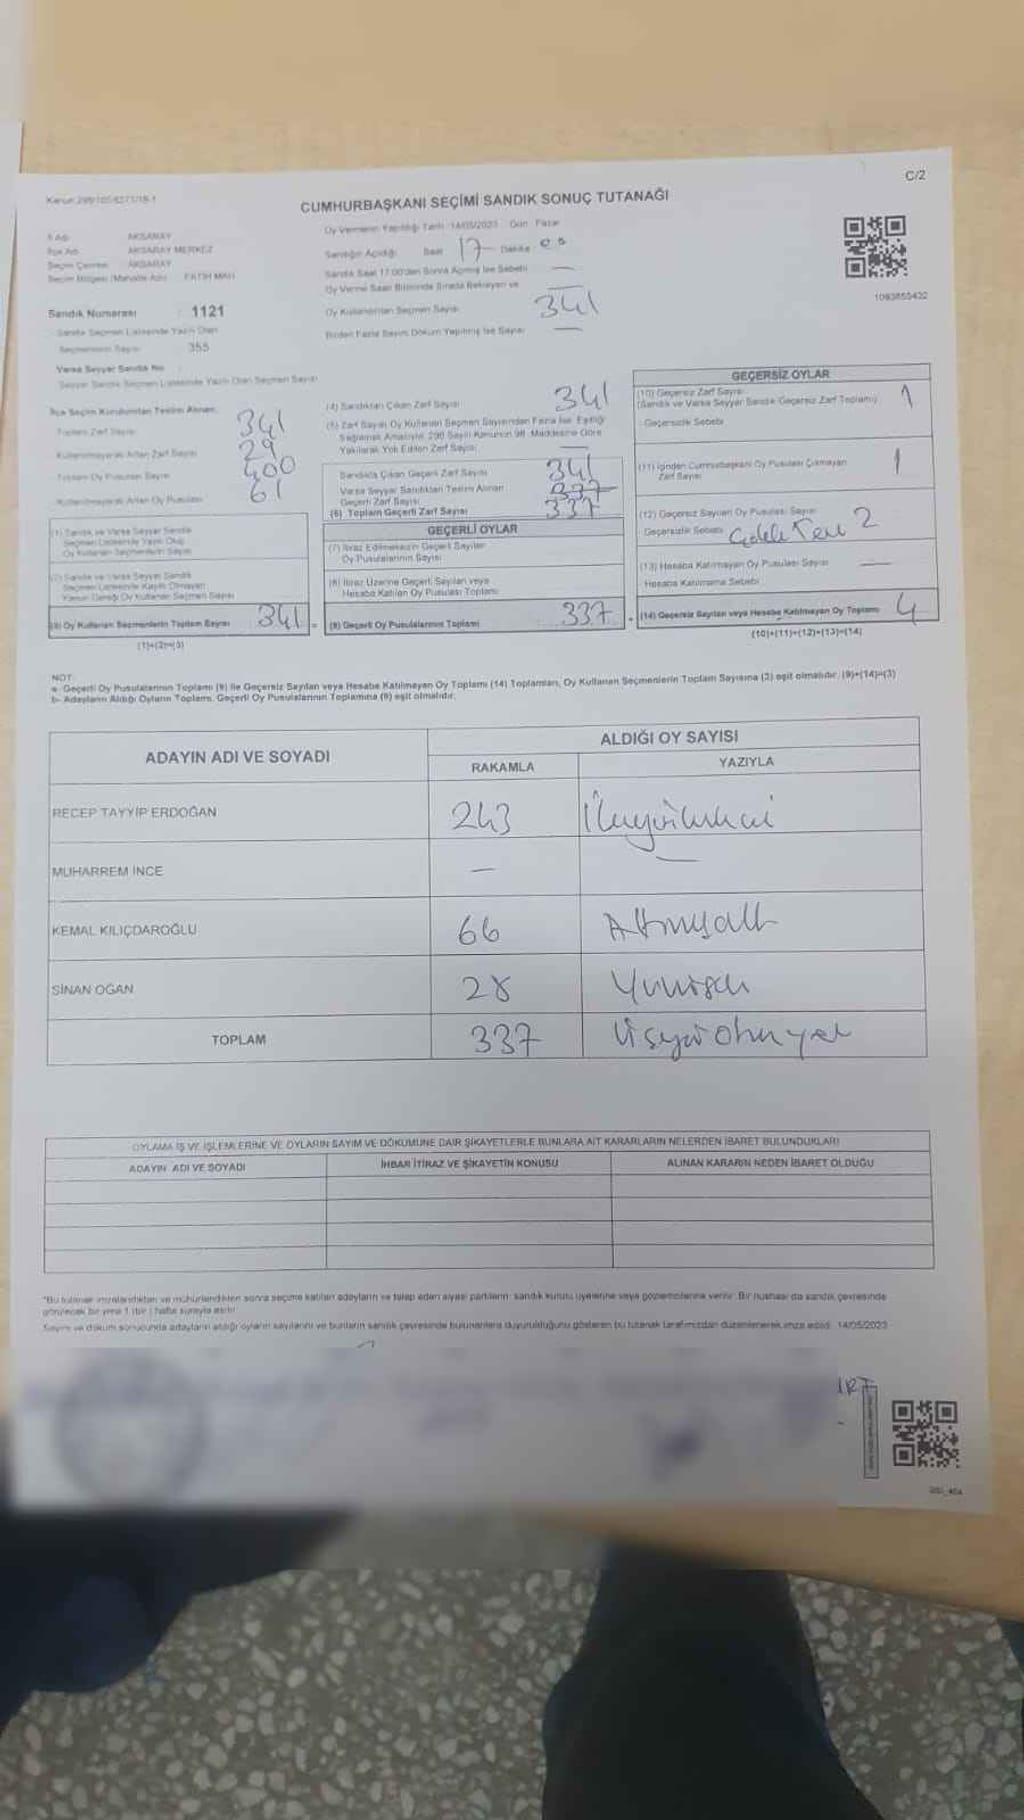 C/2
CUMHURBAŞKANI SEÇİMİ SANDIK SONUÇ TUTANAĞI
Oy Vermenin Yapıldığı Tarih 14/05/2023 Gün Pazar
İl Adı AKSARAY
İlçe Adı AKSARAY MERKEZ
Seçim Çevresi AKSARAY
Seçim Bölgesi (Mahalle Adı) FATİH MAH
Sandığın Açıldığı Saat 17 Dakika 00
Sandık Saat 17:00'den Sonra Açılmış İse Sebebi —
Oy Verme Saati Bitiminde Sırada Bekleyen ve —
Oy Kullandırılan Seçmen Sayısı 341
Birden Fazla Sayım Döküm Yapılmış İse Sayısı —
1093855432
Sandık Numarası : 1121
Sandık Seçmen Listesinde Yazılı Olan
Seçmenlerin Sayısı 355
Varsa Seyyar Sandık No
Seyyar Sandık Seçmen Listesinde Yazılı Olan Seçmen Sayısı
İlçe Seçim Kurulundan Teslim Alınan
Toplam Zarf Sayısı 341
Kullanılmayarak Artan Zarf Sayısı 29
Toplam Oy Pusulası Sayısı 400
Kullanılmayarak Artan Oy Pusulası 61
(1) Sandık ve Varsa Seyyar Sandık
Seçmen Listesinde Yazılı Olup
Oy Kullanan Seçmenlerin Sayısı
(2) Sandık ve Varsa Seyyar Sandık
Seçmen Listesinde Kayıtlı Olmayan
Kanun Gereği Oy Kullanan Seçmen Sayısı
(3) Oy Kullanan Seçmenlerin Toplam Sayısı 341 =
(1)+(2)=(3)
(4) Sandıktan Çıkan Zarf Sayısı 341
(5) Zarf Sayısı Oy Kullanan Seçmen Sayısından Fazla İse, Eşitliği
Sağlamak Amacıyla 298 Sayılı Kanunun 98. Maddesine Göre
Yakılarak Yok Edilen Zarf Sayısı —
Sandıkta Çıkan Geçerli Zarf Sayısı 341
Varsa Seyyar Sandıktan Teslim Alınan
Geçerli Zarf Sayısı 337
(6) Toplam Geçerli Zarf Sayısı 337
GEÇERLİ OYLAR
(7) İtiraz Edilmeksizin Geçerli Sayılan
Oy Pusulalarının Sayısı
(8) İtiraz Üzerine Geçerli Sayılan veya
Hesaba Katılan Oy Pusulası Toplamı
(9) Geçerli Oy Pusulalarının Toplamı 337 +
GEÇERSİZ OYLAR
(10) Geçersiz Zarf Sayısı
(Sandık ve Varsa Seyyar Sandık Geçersiz Zarf Toplamı) 1
Geçersizlik Sebebi
(11) İçinden Cumhurbaşkanı Oy Pusulası Çıkmayan
Zarf Sayısı 1
(12) Geçersiz Sayılan Oy Pusulası Sayısı 2
Geçersizlik Sebebi
(13) Hesaba Katılmayan Oy Pusulası Sayısı —
Hesaba Katılmama Sebebi
(14) Geçersiz Sayılan veya Hesaba Katılmayan Oy Toplamı 4
(10)+(11)+(12)+(13)=(14)
NOT:
a- Geçerli Oy Pusulalarının Toplamı (9) ile Geçersiz Sayılan veya Hesaba Katılmayan Oy Toplamı (14) Toplamları, Oy Kullanan Seçmenlerin Toplam Sayısına (3) eşit olmalıdır. (9)+(14)=(3)
b- Adayların Aldığı Oyların Toplamı, Geçerli Oy Pusulalarının Toplamına (9) eşit olmalıdır.
ADAYIN ADI VE SOYADI
ALDIĞI OY SAYISI
RAKAMLA YAZIYLA
RECEP TAYYİP ERDOĞAN 243
MUHARREM İNCE — —
KEMAL KILIÇDAROĞLU 66 Altmışaltı
SİNAN OĞAN 28 Yirmisekiz
TOPLAM 337 Üçyüzotuzyedi
OYLAMA İŞ VE İŞLEMLERİNE VE OYLARIN SAYIM VE DÖKÜMÜNE DAİR ŞİKAYETLERLE BUNLARA AİT KARARLARIN NELERDEN İBARET BULUNDUKLARI
ADAYIN ADI VE SOYADI İHBAR İTİRAZ VE ŞİKAYETİN KONUSU ALINAN KARARIN NEDEN İBARET OLDUĞU
*Bu tutanak imzalandıktan ve mühürlendikten sonra seçime katılan adayların ve talep eden siyasi partilerin sandık kurulu üyelerine veya gözlemcilerine verilir. Bir nüshası da sandık çevresinde
görülecek bir yere 1 (bir) hafta süreyle asılır.
Sayım ve döküm sonucunda adayların aldığı oyların sayılarını ve bunların sandık çevresinde bulunanlara duyurulduğunu gösteren bu tutanak tarafımızdan düzenlenerek imza edildi. 14/05/2023